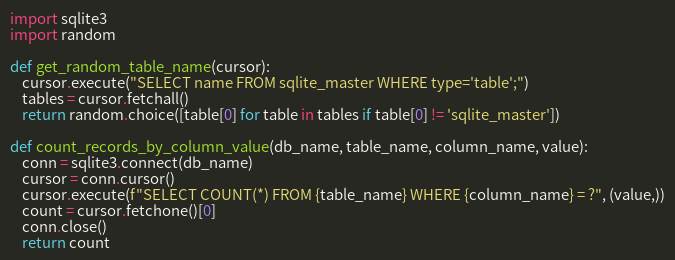 import sqlite3
import random

def get_random_table_name(cursor):
    cursor.execute("SELECT name FROM sqlite_master WHERE type='table';")
    tables = cursor.fetchall()
    return random.choice([table[0] for table in tables if table[0] != 'sqlite_master'])

def count_records_by_column_value(db_name, table_name, column_name, value):
    conn = sqlite3.connect(db_name)
    cursor = conn.cursor()
    cursor.execute(f"SELECT COUNT(*) FROM {table_name} WHERE {column_name} = ?", (value,))
    count = cursor.fetchone()[0]
    conn.close()
    return count